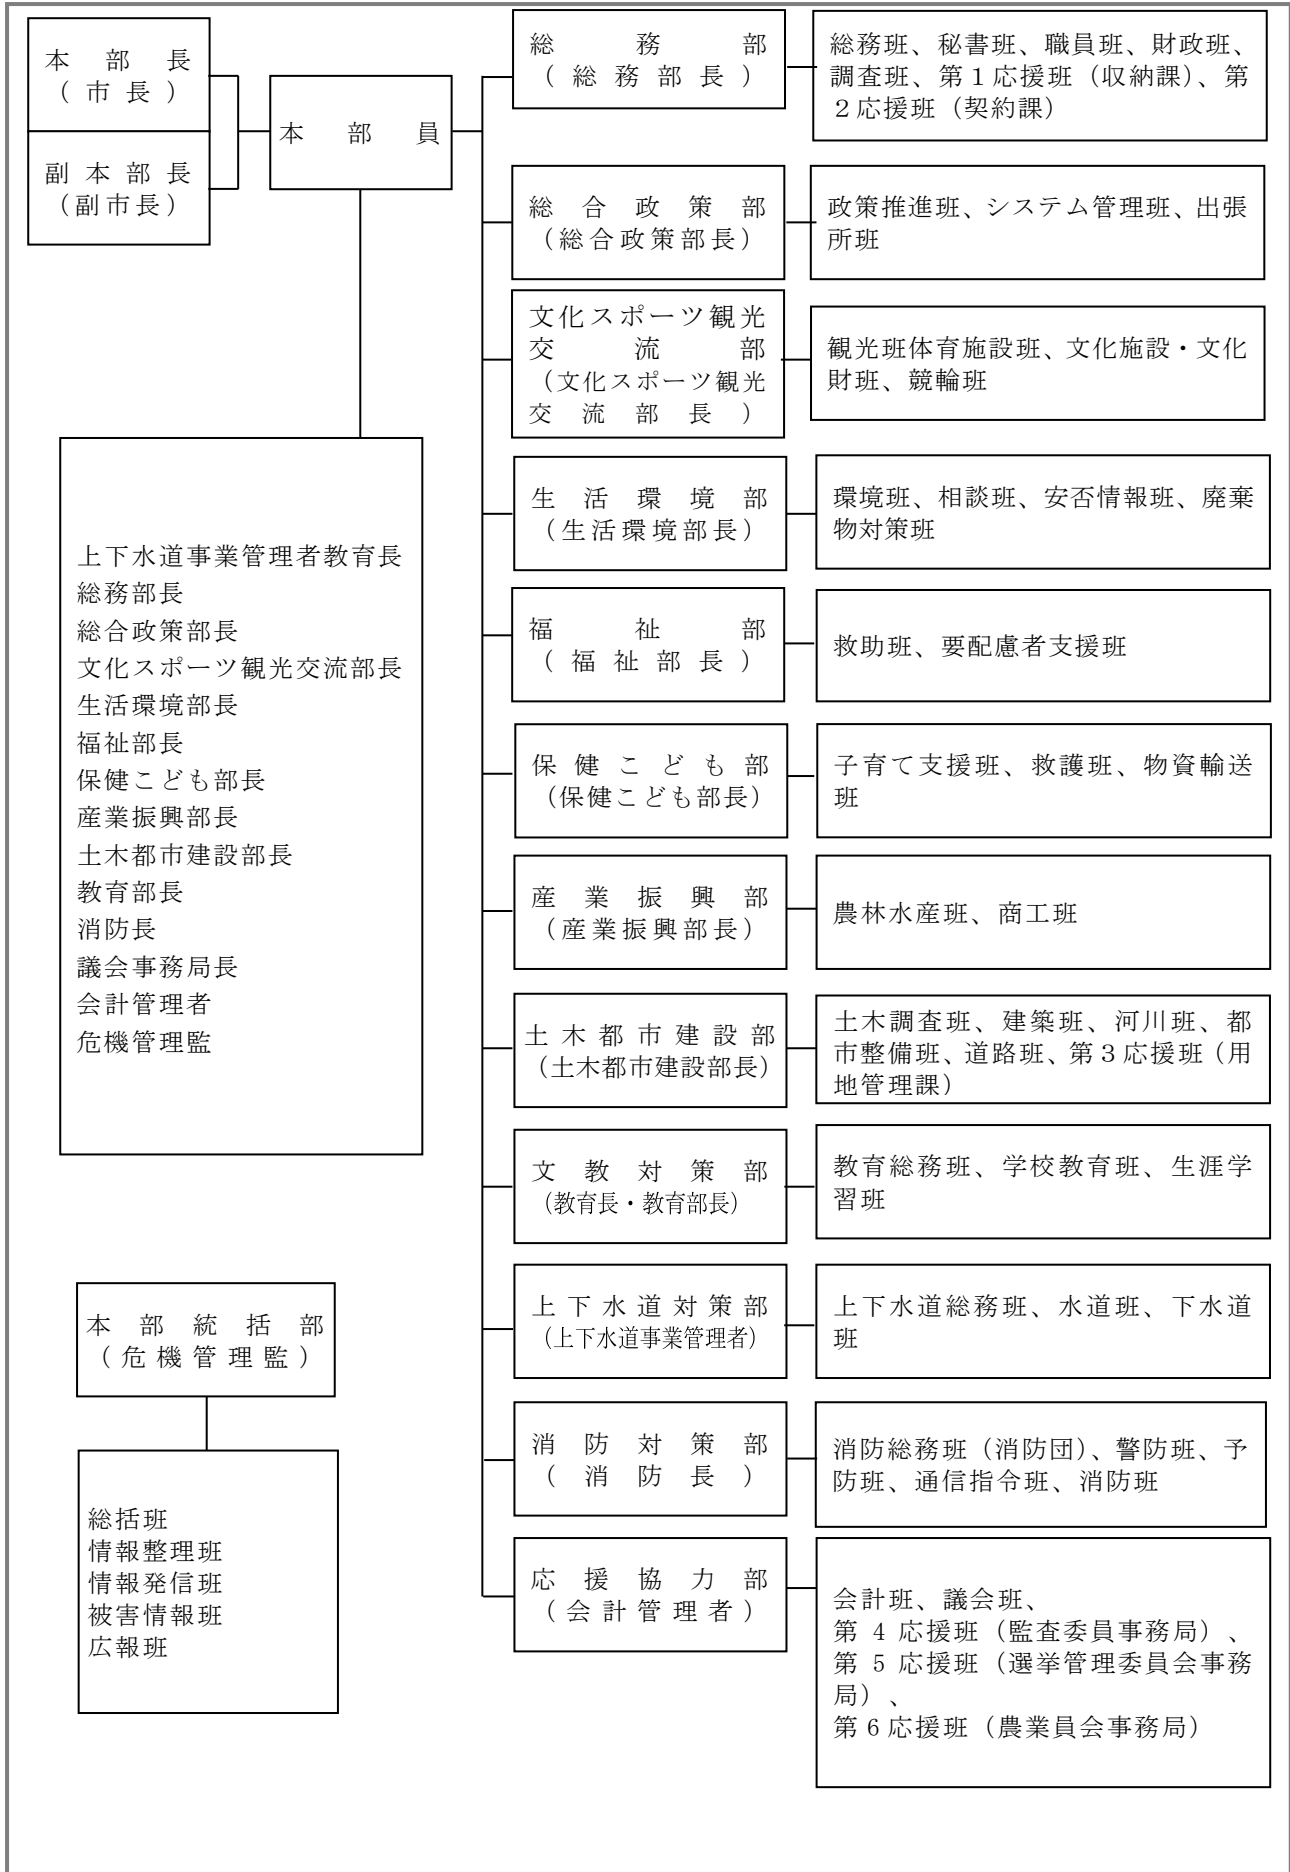 本部長
（市長）
副本部長
（副市長）
本部員
上下水道事業管理者教育長
総務部長
総合政策部長
文化スポーツ観光交流部長
生活環境部長
福祉部長
保健こども部長
産業振興部長
土木都市建設部長
教育部長
消防長
議会事務局長
会計管理者
危機管理監
本部統括部
（危機管理監）
総括班
情報整理班
情報発信班
被害情報班
広報班
総務部
（総務部長）
総務班、秘書班、職員班、財政班、
調査班、第１応援班（収納課）、第
２応援班（契約課）
総合政策部
（総合政策部長）
政策推進班、システム管理班、出張
所班
文化スポーツ観光
交流部
（文化スポーツ観光
交流部長）
観光班体育施設班、文化施設・文化
財班、競輪班
生活環境部
（生活環境部長）
環境班、相談班、安否情報班、廃棄
物対策班
福祉部
（福祉部長）
救助班、要配慮者支援班
保健こども部
（保健こども部長）
子育て支援班、救護班、物資輸送
班
産業振興部
（産業振興部長）
農林水産班、商工班
土木都市建設部
（土木都市建設部長）
土木調査班、建築班、河川班、都
市整備班、道路班、第３応援班（用
地管理課）
文教対策部
（教育長・教育部長）
教育総務班、学校教育班、生涯学
習班
上下水道対策部
（上下水道事業管理者）
上下水道総務班、水道班、下水道
班
消防対策部
（消防長）
消防総務班（消防団）、警防班、予
防班、通信指令班、消防班
応援協力部
（会計管理者）
会計班、議会班、
第 4 応援班（監査委員事務局）、
第 5 応援班（選挙管理委員会事務
局）、
第６応援班（農業員会事務局）